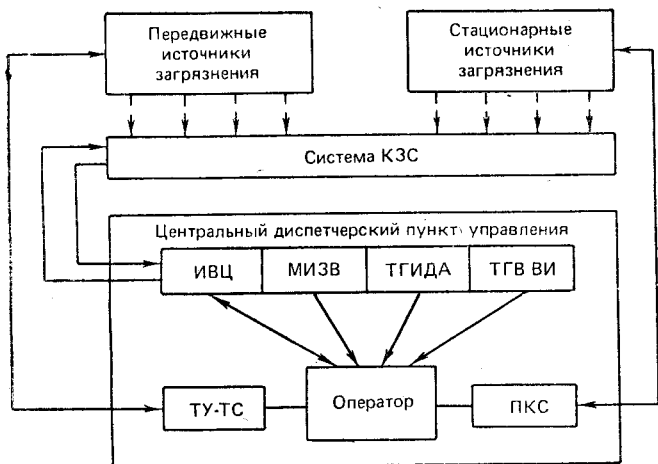 Передвижные
источники
загрязнения
Стационарные
источники
загрязнения
Система КЗС
Центральный диспетчерский пункт управления
ИВЦ
МИЗВ
ТГИДА
ТГВ ВИ
ТУ-ТС
Оператор
ПКС